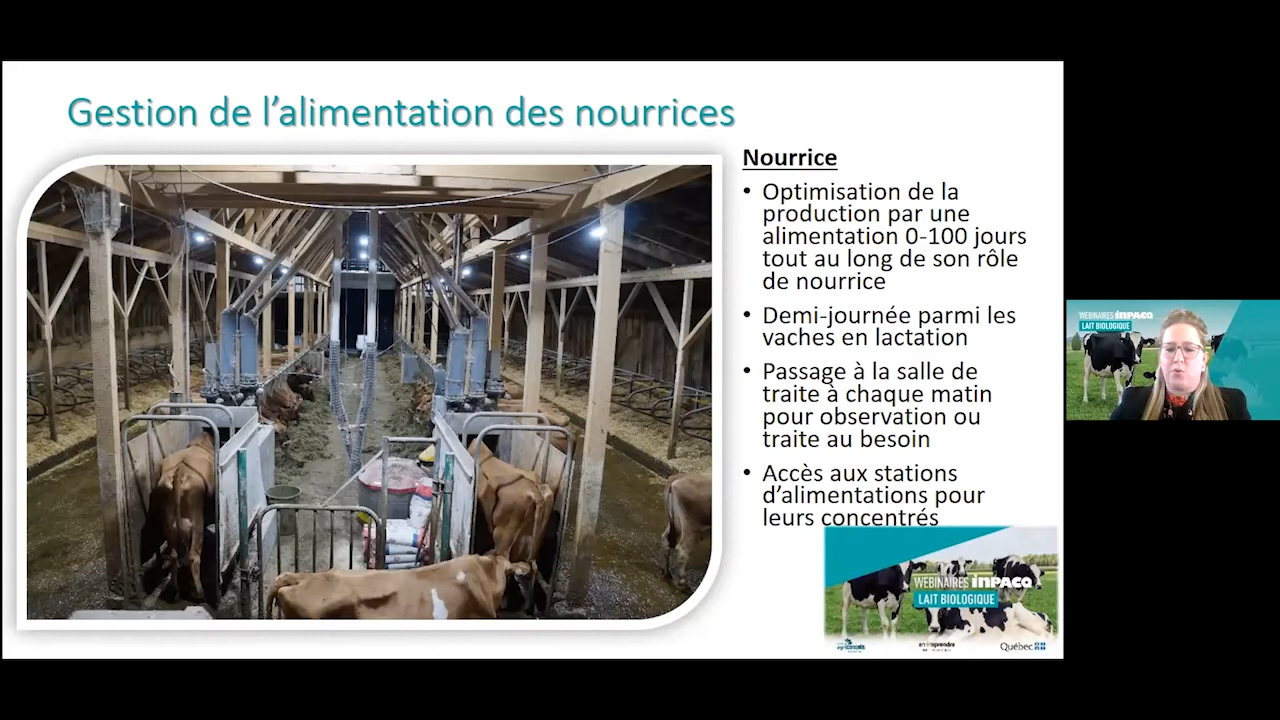 Gestion de l’alimentation des nourrices
Nourrice
• Optimisation de la
production par une
alimentation 0-100 jours
tout au long de son rôle
de nourrice
• Demi-journée parmi les
vaches en lactation
• Passage à la salle de
traite à chaque matin
pour observation ou
traite au besoin
• Accès aux stations
d’alimentations pour
leurs concentrés
WEBINAIRES INPACQ
LAIT BIOLOGIQUE
entreprendre
Québec
WEBINAIRES INPACQ
LAIT BIOLOGIQUE